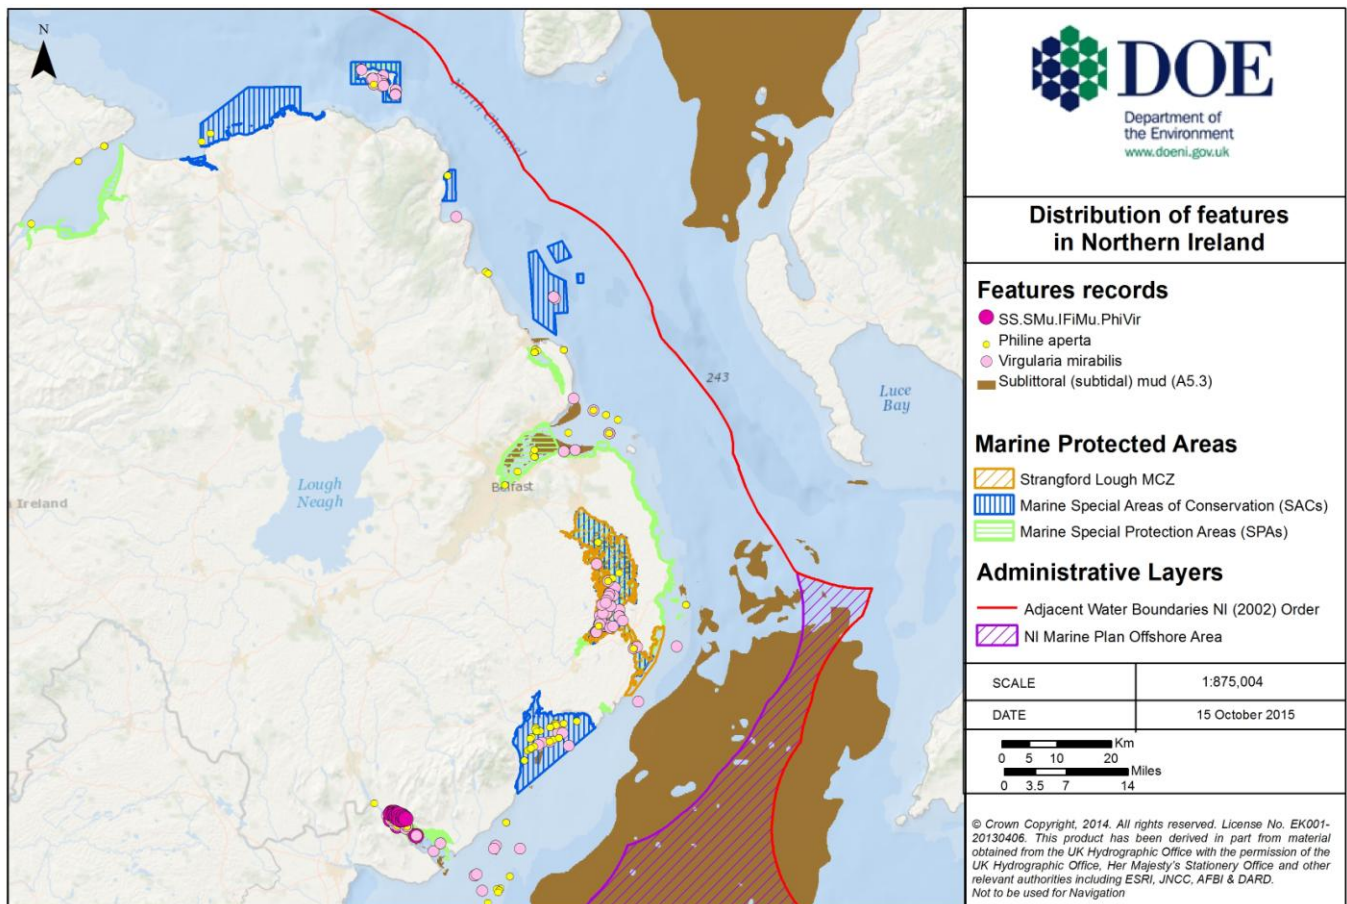 N
North Channel
243
Luce
Bay
Lough
Neagh
Ireland
Belfast
DOE
Department of
the Environment
www.doeni.gov.uk
Distribution of features
in Northern Ireland
Features records
SS.SMu.IFiMu.PhiVir
Philine aperta
Virgularia mirabilis
Sublittoral (subtidal) mud (A5.3)
Marine Protected Areas
Strangford Lough MCZ
Marine Special Areas of Conservation (SACs)
Marine Special Protection Areas (SPAs)
Administrative Layers
Adjacent Water Boundaries NI (2002) Order
NI Marine Plan Offshore Area
SCALE 1:875,004
DATE 15 October 2015
Km
0 5 10 20
Miles
0 3.5 7 14
© Crown Copyright, 2014. All rights reserved. License No. EK001-
20130406. This product has been derived in part from material
obtained from the UK Hydrographic Office with the permission of the
UK Hydrographic Office, Her Majesty's Stationery Office and other
relevant authorities including ESRI, JNCC, AFBI & DARD.
Not to be used for Navigation